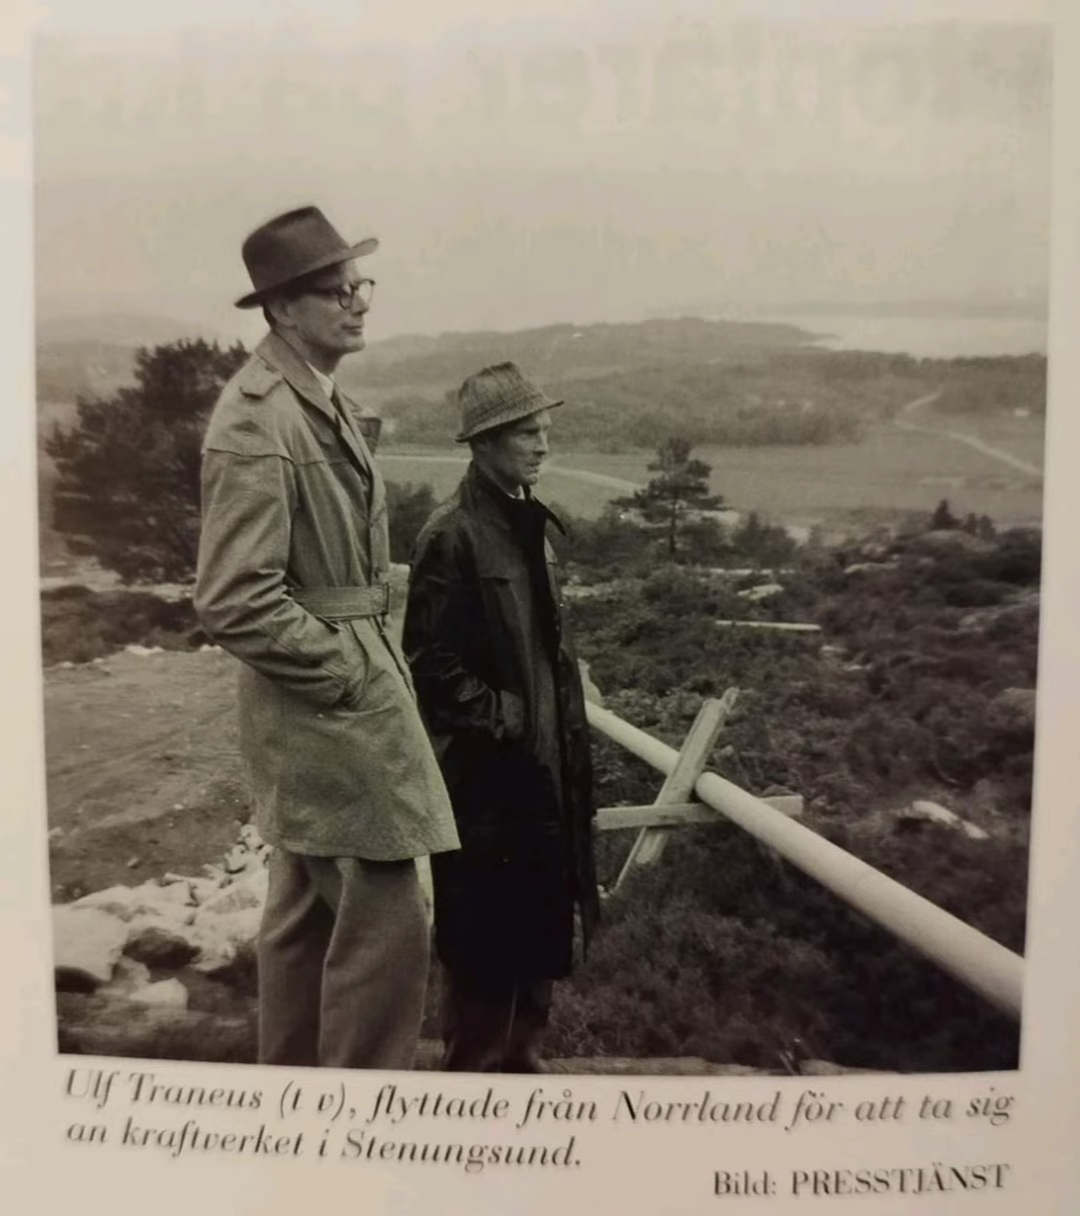 Ulf Traneus (t v), flyttade från Norrland för att ta sig
an kraftverket i Stenungsund.
Bild: PRESSTJÄNST